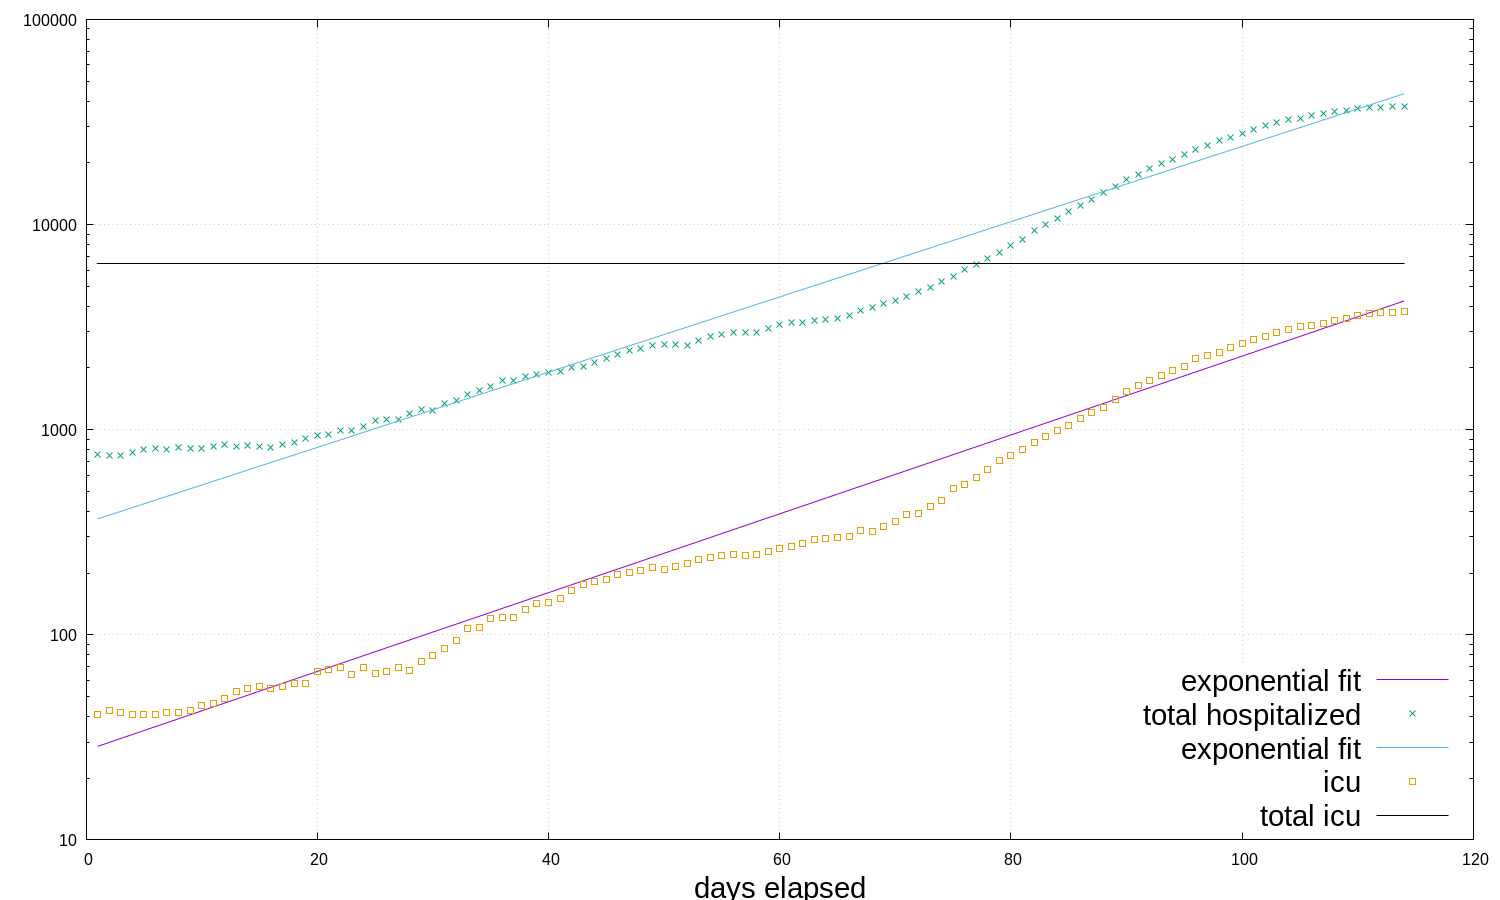 100000
10000
1000
100
10
0 20 40 60 80 100 120
days elapsed
exponential fit
total hospitalized
exponential fit
icu
total icu